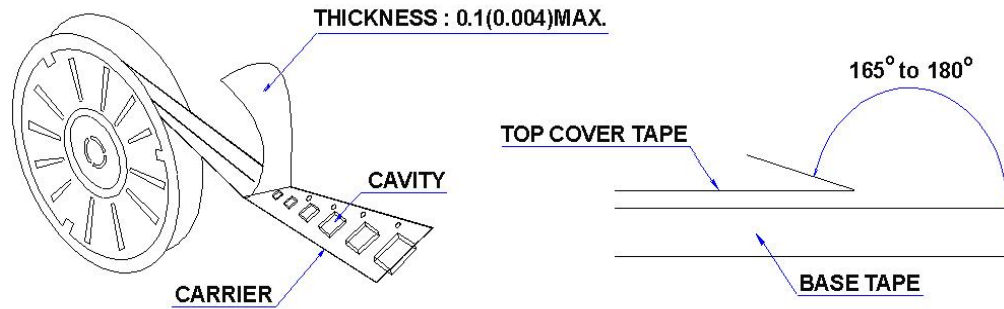 THICKNESS : 0.1(0.004)MAX.
165° to 180°
TOP COVER TAPE
CAVITY
CARRIER
BASE TAPE